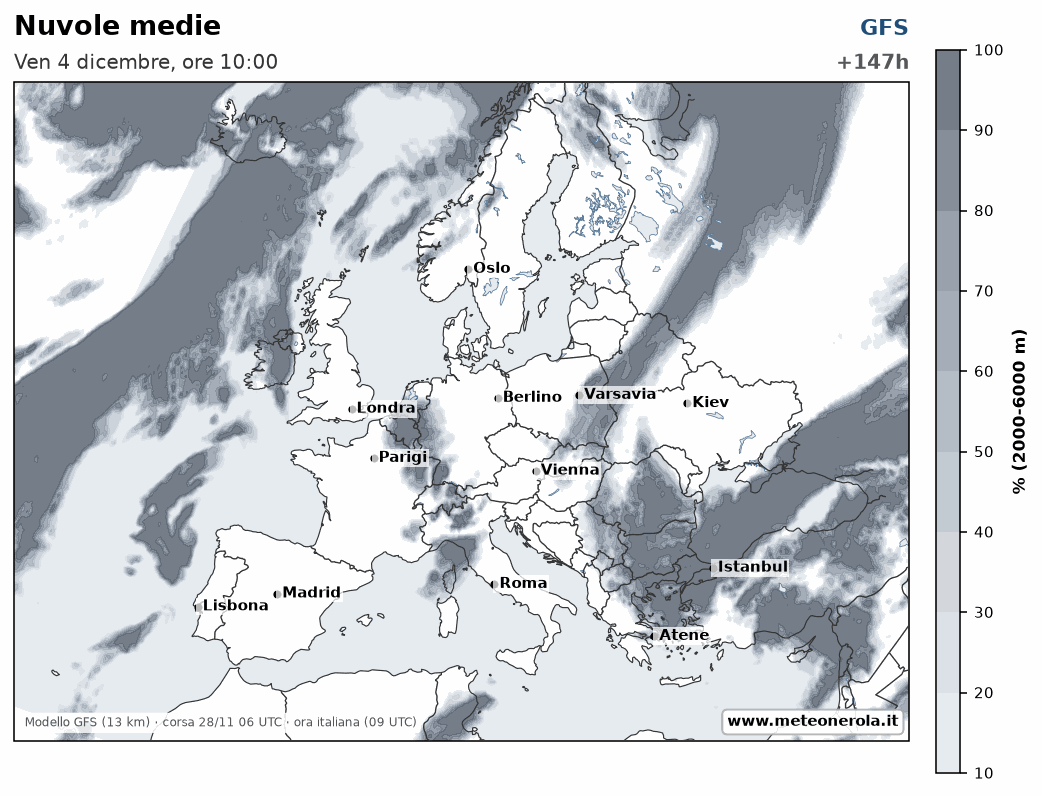 Nuvole medie
GFS
Ven 4 dicembre, ore 10:00
+147h
100
90
80
70
60
50
40
30
20
10
% (2000-6000 m)
Oslo
Berlino
Varsavia
Kiev
Londra
Parigi
Vienna
Istanbul
Roma
Madrid
Lisbona
Atene
Modello GFS (13 km) · corsa 28/11 06 UTC · ora italiana (09 UTC)
www.meteonerola.it